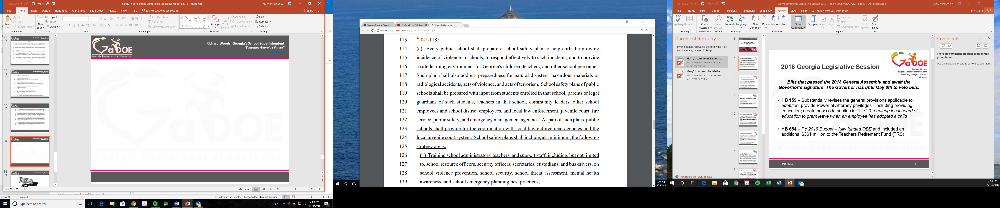 AutoSave Off
Safety in our Schools Conference Legislative Update 2018 [Autosaved]
Garry McGiboney
File Home Insert Design Transitions Animations Slide Show Review View Help Tell me what you want to do
Share
Cut
Copy
Format Painter
Paste
Clipboard
New Slide
Layout
Reset
Section
Slides
18
Font
Text Direction
Align Text
Convert to SmartArt
Paragraph
Arrange
Quick Styles
Shape Fill
Shape Outline
Shape Effects
Drawing
Find
Replace
Select
Editing
27
28
29
30
31
GaDOE
Georgia Department of Education
Richard Woods, Georgia's School Superintendent
"Educating Georgia's Future"
gadoe.org
GaDOE
Georgia Department of Education
Slide 30 of 33
Notes
95%
I am forwarding you the email that I send out
Items: 10
Unread: 5
All folders are up to date.
Connected to: Microsoft Exchange
100%
Type here to search
3:58 PM
4/16/2018
24
Georgia General Assemb
HB 763 2017-2018 Regu
C:\pdf\178927.wpd
www.legis.ga.gov/Legislation/20172018/178927.pdf
113 "20-2-1185.
114 (a) Every public school shall prepare a school safety plan to help curb the growing
115 incidence of violence in schools, to respond effectively to such incidents, and to provide
116 a safe learning environment for Georgia's children, teachers, and other school personnel.
117 Such plan shall also address preparedness for natural disasters, hazardous materials or
118 radiological accidents, acts of violence, and acts of terrorism. School safety plans of public
119 schools shall be prepared with input from students enrolled in that school, parents or legal
120 guardians of such students, teachers in that school, community leaders, other school
121 employees and school district employees, and local law enforcement, juvenile court, fire
122 service, public safety, and emergency management agencies. As part of such plans, public
123 schools shall provide for the coordination with local law enforcement agencies and the
124 local juvenile court system. School safety plans shall include, at a minimum, the following
125 strategy areas:
126 (1) Training school administrators, teachers, and support staff, including, but not limited
127 to, school resource officers, security officers, secretaries, custodians, and bus drivers, on
128 school violence prevention, school security, school threat assessment, mental health
129 awareness, and school emergency planning best practices;
3:58 PM
4/16/2018
AutoSave Off
Garry's comments Legislative Update 2018 - Fannin County BOE 4.12.18.pptx - AutoRecovered
Garry McGiboney
File Home Insert Design Transitions Animations Slide Show Review View Help Tell me what you want to do
Share
ABC
Spelling
Thesaurus
Proofing
Check Accessibility
Accessibility
Smart Lookup
Insights
Translate
Language
Language
New Comment
Delete
Previous
Next
Show Comments
Comments
Compare
Accept
Reject
Previous
Next
Reviewing Pane
End Review
Compare
Start Inking
Ink
Document Recovery
PowerPoint has recovered the following files. Save the ones you wish to keep.
Garry's comments Legislati...
Version created from the last Aut...
4/16/2018 7:15 AM
Garry's comments Legislative...
Version created last time the user...
4/11/2018 12:57 PM
Which file do I want to save?
1
2
3
4
5
6
7
8
2018 Georgia Legislative Session
GaDOE
Richard Woods,
Georgia's School Superintendent
"Educating Georgia's Future"
gadoe.org
Bills that passed the 2018 General Assembly and await the
Governor's signature. The Governor has until May 8th to veto bills.
• HB 159 – Substantially revises the general provisions applicable to
adoption; provide Power of Attorney privileges - including providing
education; create new code section in Title 20 requiring local board of
education to grant leave when an employee has adopted a child
• HB 684 – FY 2019 Budget – fully funded QBE and included an
additional $361 million to the Teachers Retirement Fund (TRS)
Georgia Department of Education
4/16/2018
2
Comments
New
There are comments on other slides in this presentation.
Use the Next and Previous buttons to see them.
3:58 PM
4/16/2018